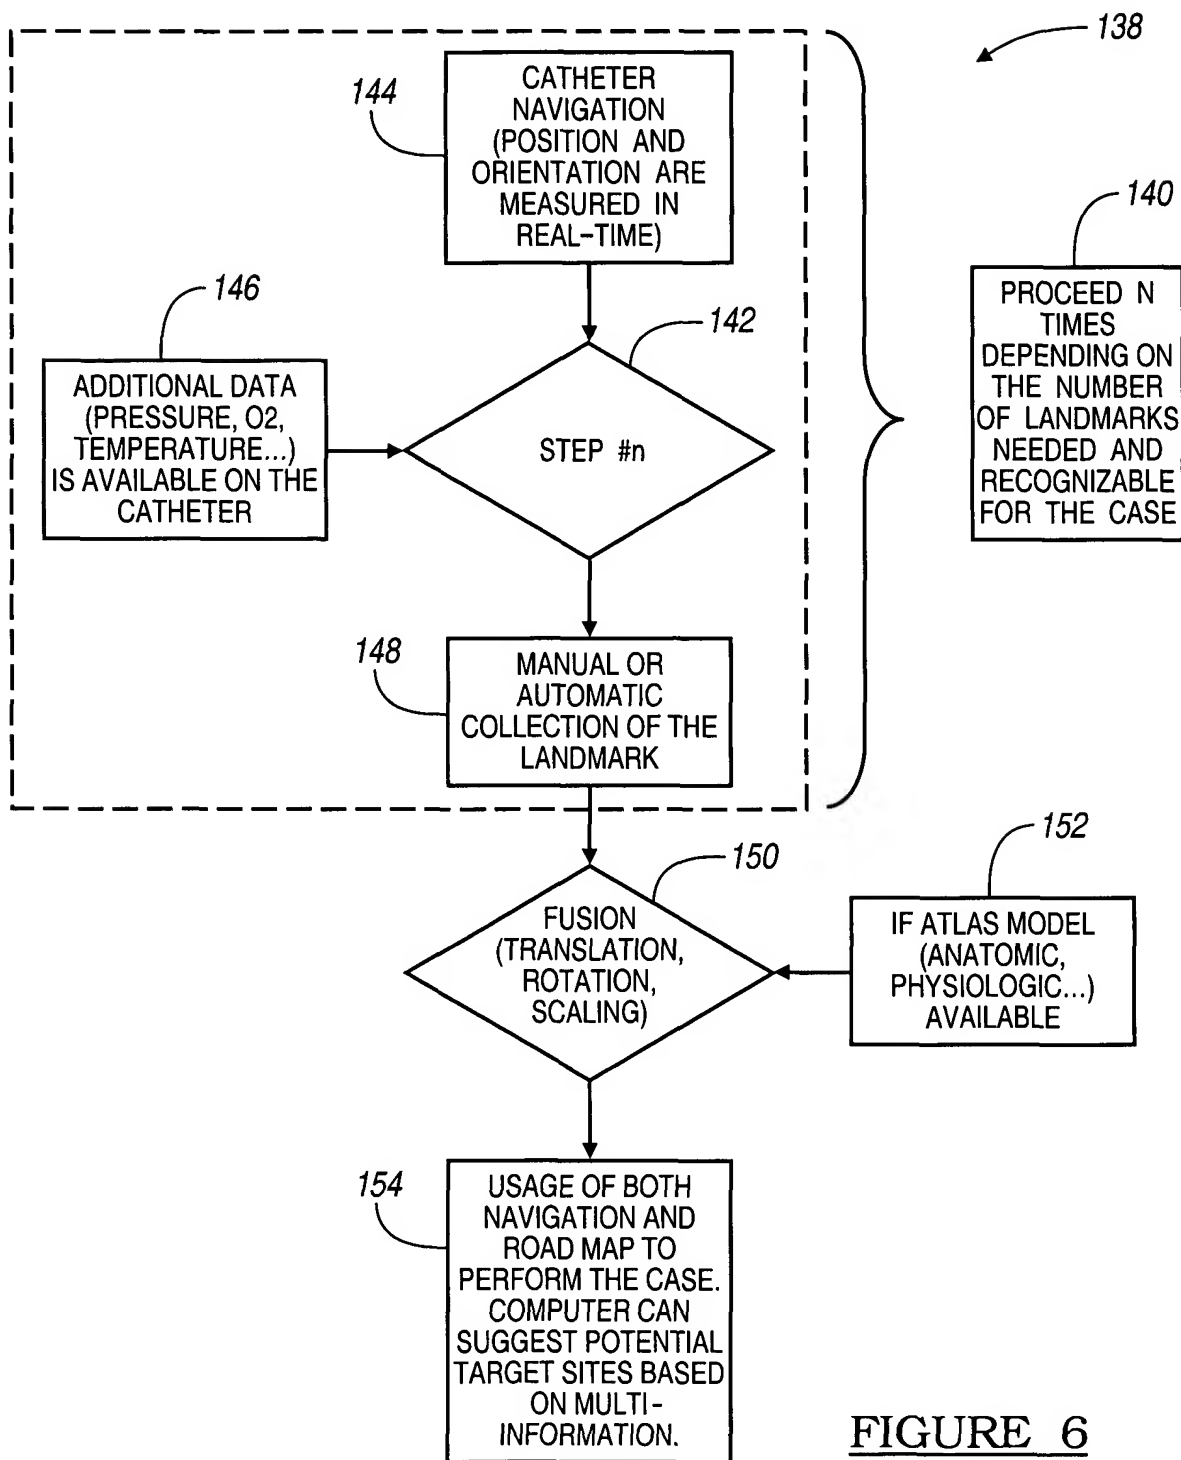 138
144
CATHETER
NAVIGATION
(POSITION AND
ORIENTATION ARE
MEASURED IN
REAL-TIME)
140
PROCEED N
TIMES
DEPENDING ON
THE NUMBER
OF LANDMARKS
NEEDED AND
RECOGNIZABLE
FOR THE CASE
146
ADDITIONAL DATA
(PRESSURE, O2,
TEMPERATURE...)
IS AVAILABLE ON THE
CATHETER
142
STEP #n
148
MANUAL OR
AUTOMATIC
COLLECTION OF THE
LANDMARK
150
FUSION
(TRANSLATION,
ROTATION,
SCALING)
152
IF ATLAS MODEL
(ANATOMIC,
PHYSIOLOGIC...)
AVAILABLE
154
USAGE OF BOTH
NAVIGATION AND
ROAD MAP TO
PERFORM THE CASE.
COMPUTER CAN
SUGGEST POTENTIAL
TARGET SITES BASED
ON MULTI-
INFORMATION.
FIGURE 6